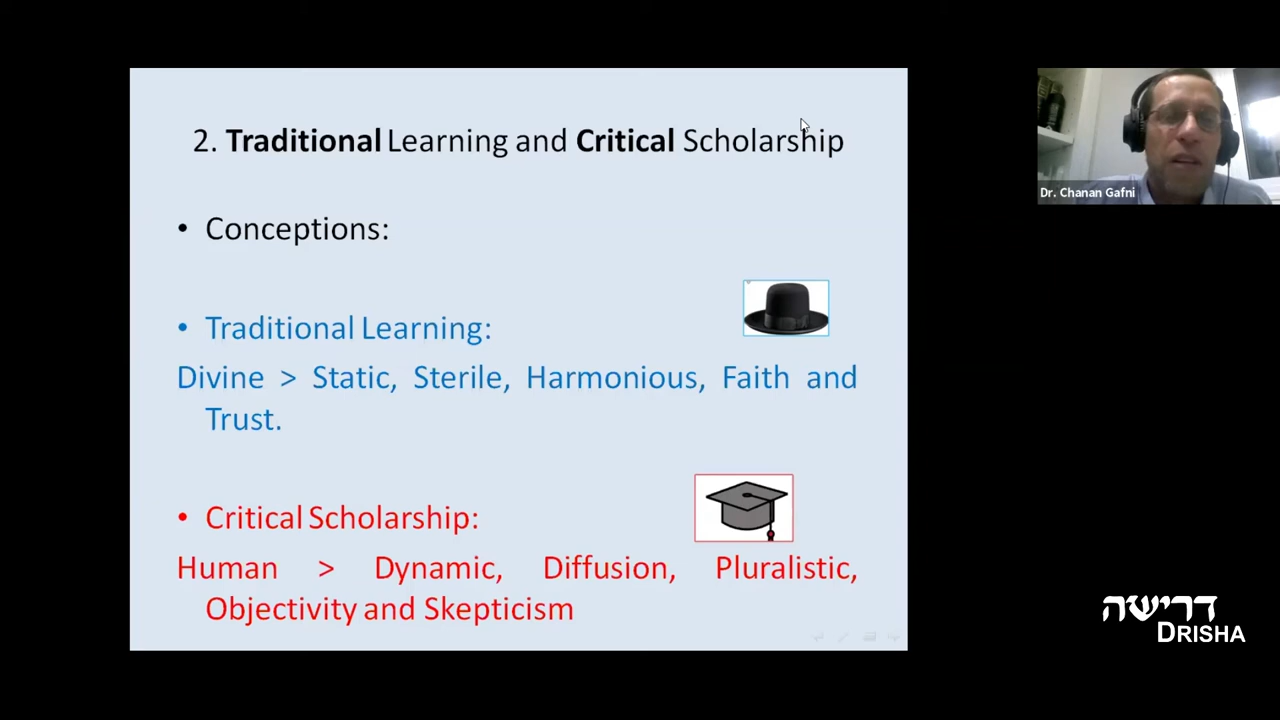 2. Traditional Learning and Critical Scholarship
• Conceptions:
• Traditional Learning:
Divine > Static, Sterile, Harmonious, Faith and
Trust.
• Critical Scholarship:
Human > Dynamic, Diffusion, Pluralistic,
Objectivity and Skepticism
Dr. Chanan Gafni
דרישה
DRISHA